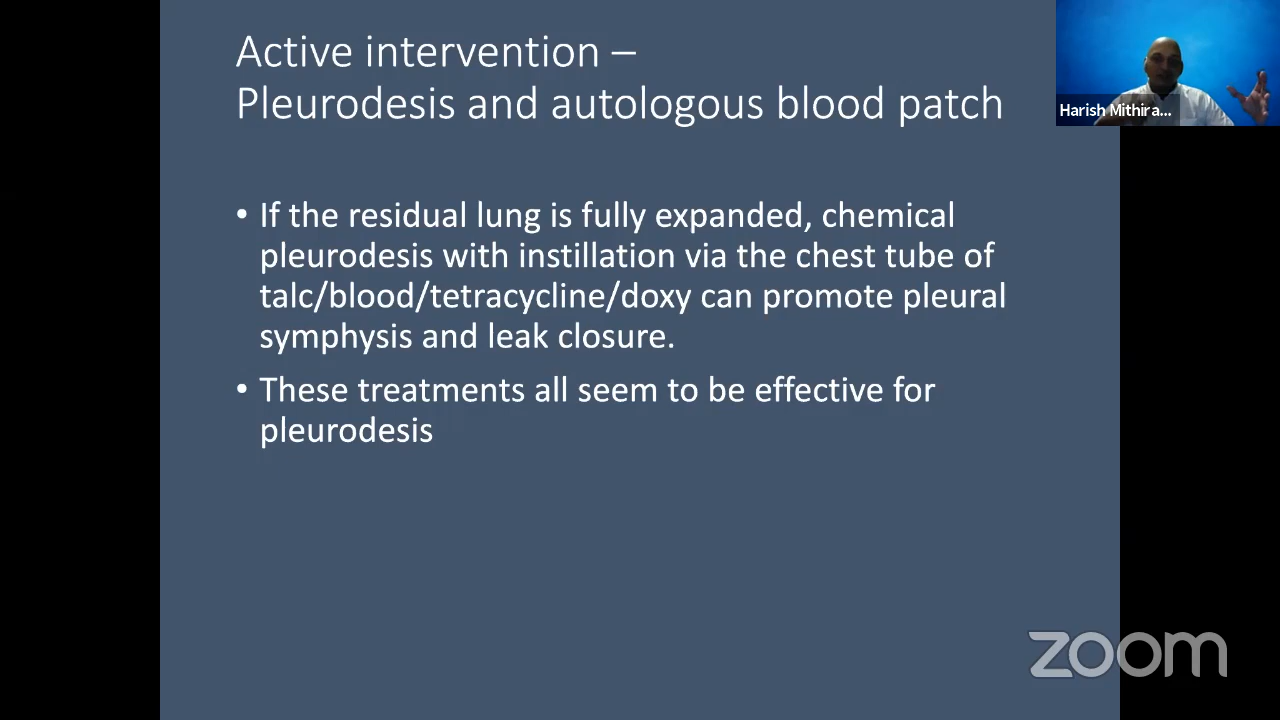 Active intervention –
Pleurodesis and autologous blood patch
Harish Mithira...
• If the residual lung is fully expanded, chemical
pleurodesis with instillation via the chest tube of
talc/blood/tetracycline/doxy can promote pleural
symphysis and leak closure.
• These treatments all seem to be effective for
pleurodesis
zoom